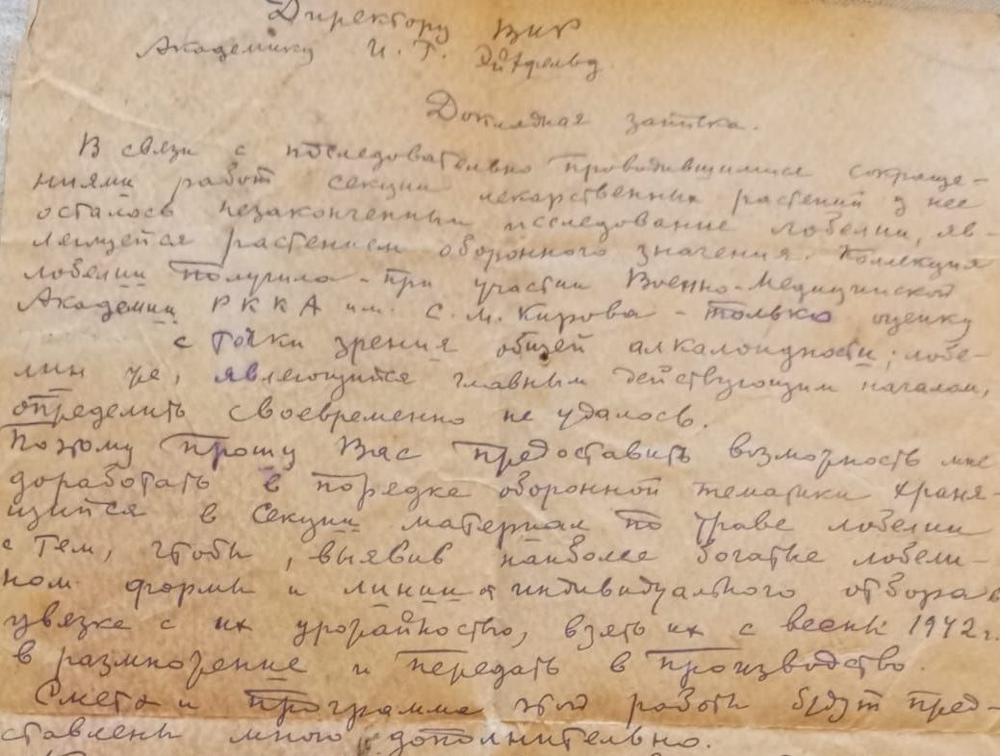 Директору ВИР
Академику И. Г. Эйхфельд.
Докладная записка.
В связи с последовательно проводившимися сокраще-
ниями работ секции лекарственных растений у нее
осталось незаконченным исследование лобелии, яв-
ляющейся растением оборонного значения. Коллекция
лобелии получила - при участии Военно-Медицинской
Академии РККА им. С. М. Кирова - только оценку
с точки зрения общей алкалоидности; лобе-
лин же, являющийся главным действующим началом,
определить своевременно не удалось.
Поэтому прошу Вас предоставить возможность мне
доработать в порядке оборонной тематики храня-
щийся в Секции материал по траве лобелии
с тем, чтобы, выявив наиболее богатые лобели-
ном формы и линии индивидуального отбора в
увязке с их урожайностью, взять их с весны 1942 г.
в размножение и передать в производство.
Смета и программа этой работы будут пред-
ставлены мною дополнительно.